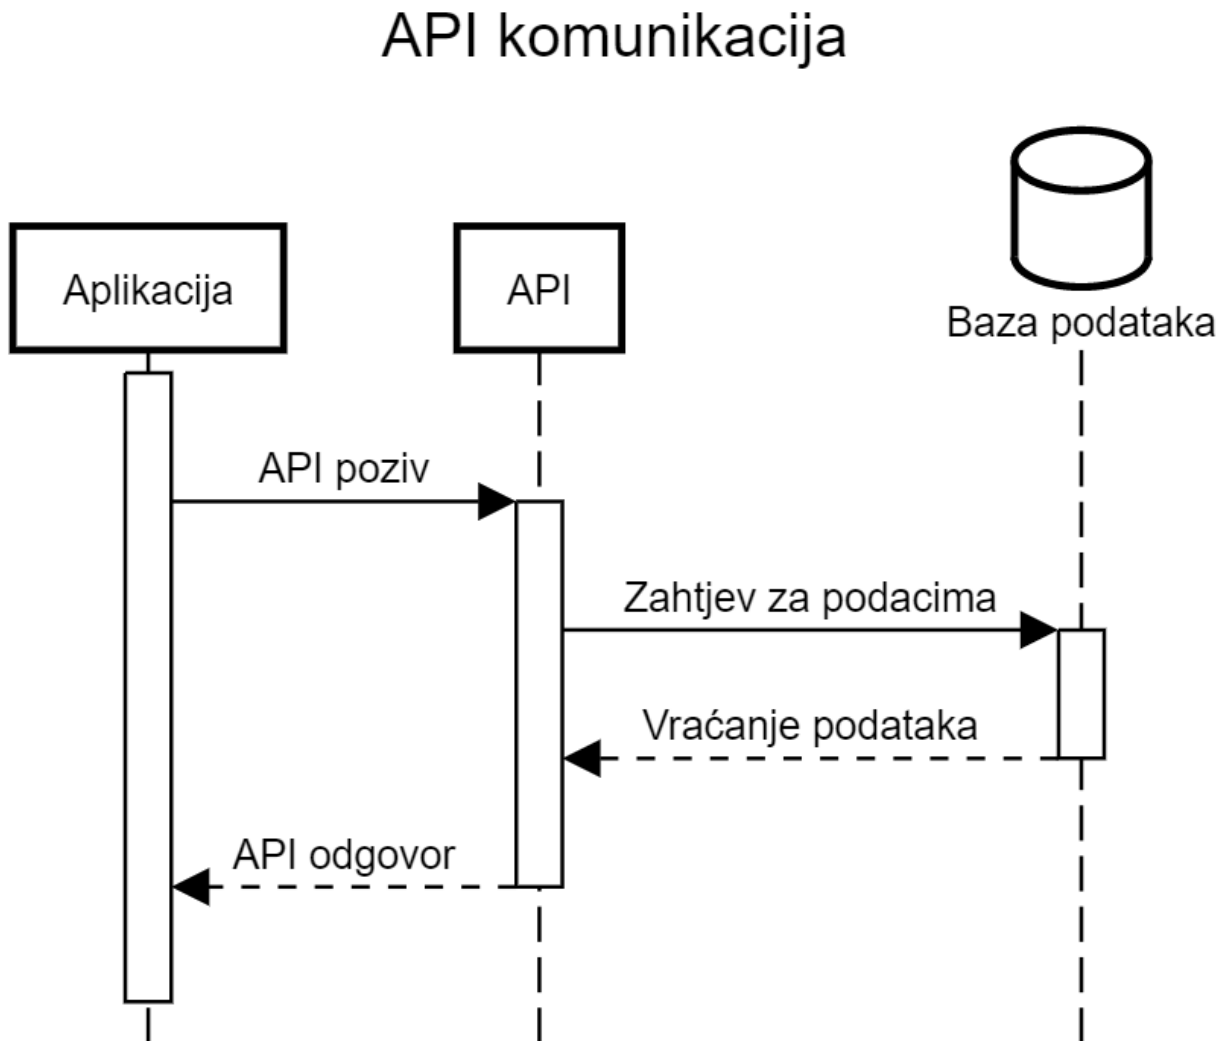 API komunikacija
Aplikacija
API
Baza podataka
API poziv
Zahtjev za podacima
Vraćanje podataka
API odgovor